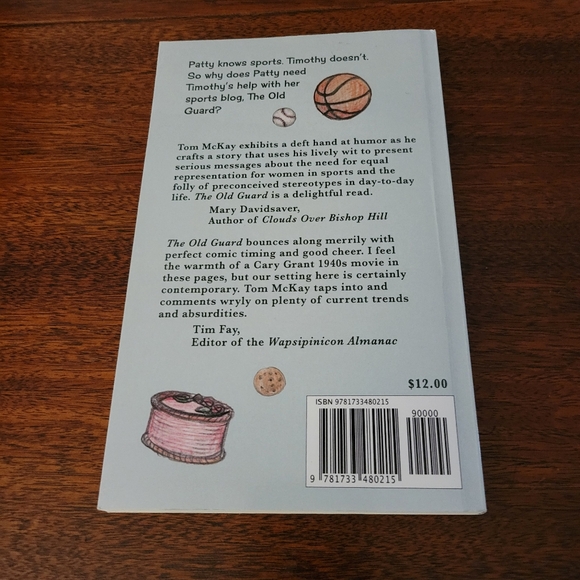 Patty knows sports. Timothy doesn't.
So why does Patty need
Timothy's help with her
sports blog, The Old
Guard?
Tom McKay exhibits a deft hand at humor as he
crafts a story that uses his lively wit to present
serious messages about the need for equal
representation for women in sports and the
folly of preconceived stereotypes in day-to-day
life. The Old Guard is a delightful read.
Mary Davidsaver,
Author of Clouds Over Bishop Hill
The Old Guard bounces along merrily with
perfect comic timing and good cheer. I feel
the warmth of a Cary Grant 1940s movie in
these pages, but our setting here is certainly
contemporary. Tom McKay taps into and
comments wryly on plenty of current trends
and absurdities.
Tim Fay,
Editor of the Wapsipinicon Almanac
$12.00
ISBN 9781733480215
90000
9 781733 480215